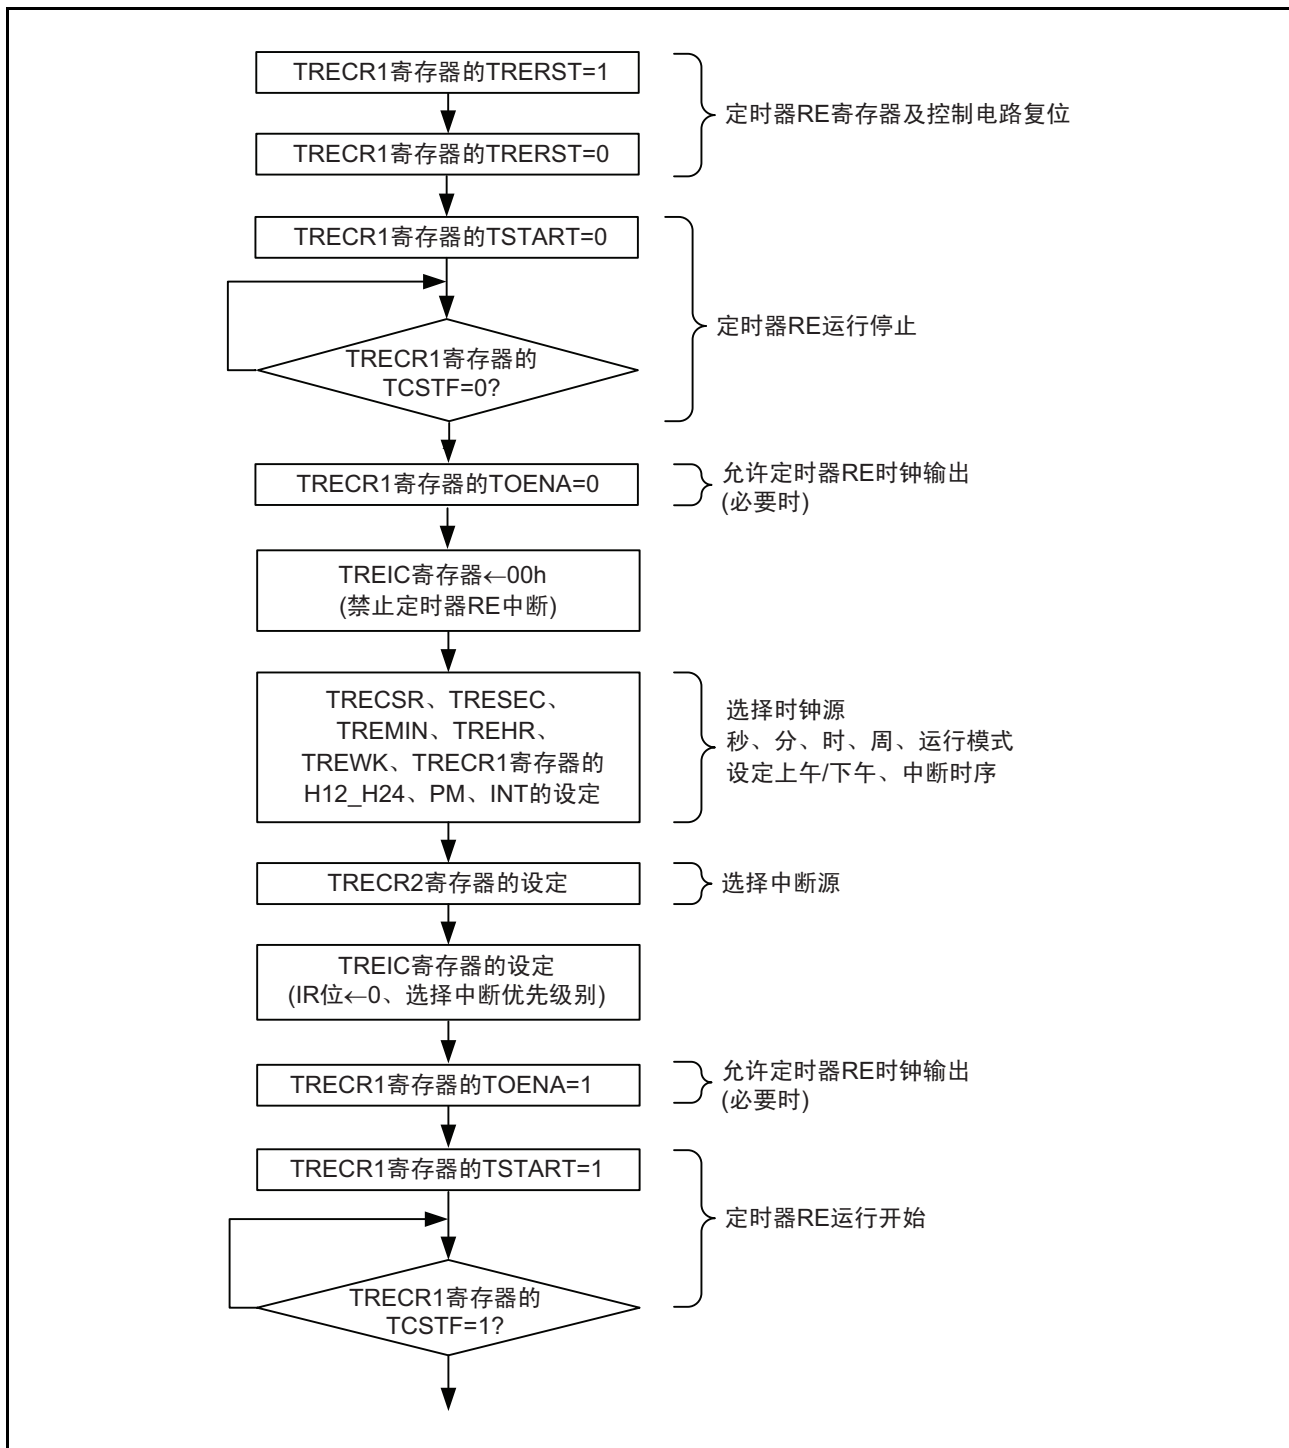 TRECR1寄存器的TRERST=1
定时器RE寄存器及控制电路复位
TRECR1寄存器的TRERST=0
TRECR1寄存器的TSTART=0
定时器RE运行停止
TRECR1寄存器的
TCSTF=0?
TRECR1寄存器的TOENA=0
允许定时器RE时钟输出
(必要时)
TREIC寄存器←00h
(禁止定时器RE中断)
TRECSR、TRESEC、
TREMIN、TREHR、
TREWK、TRECR1寄存器的
H12_H24、PM、INT的设定
选择时钟源
秒、分、时、周、运行模式
设定上午/下午、中断时序
TRECR2寄存器的设定
选择中断源
TREIC寄存器的设定
(IR位←0、选择中断优先级别)
TRECR1寄存器的TOENA=1
允许定时器RE时钟输出
(必要时)
TRECR1寄存器的TSTART=1
定时器RE运行开始
TRECR1寄存器的
TCSTF=1?